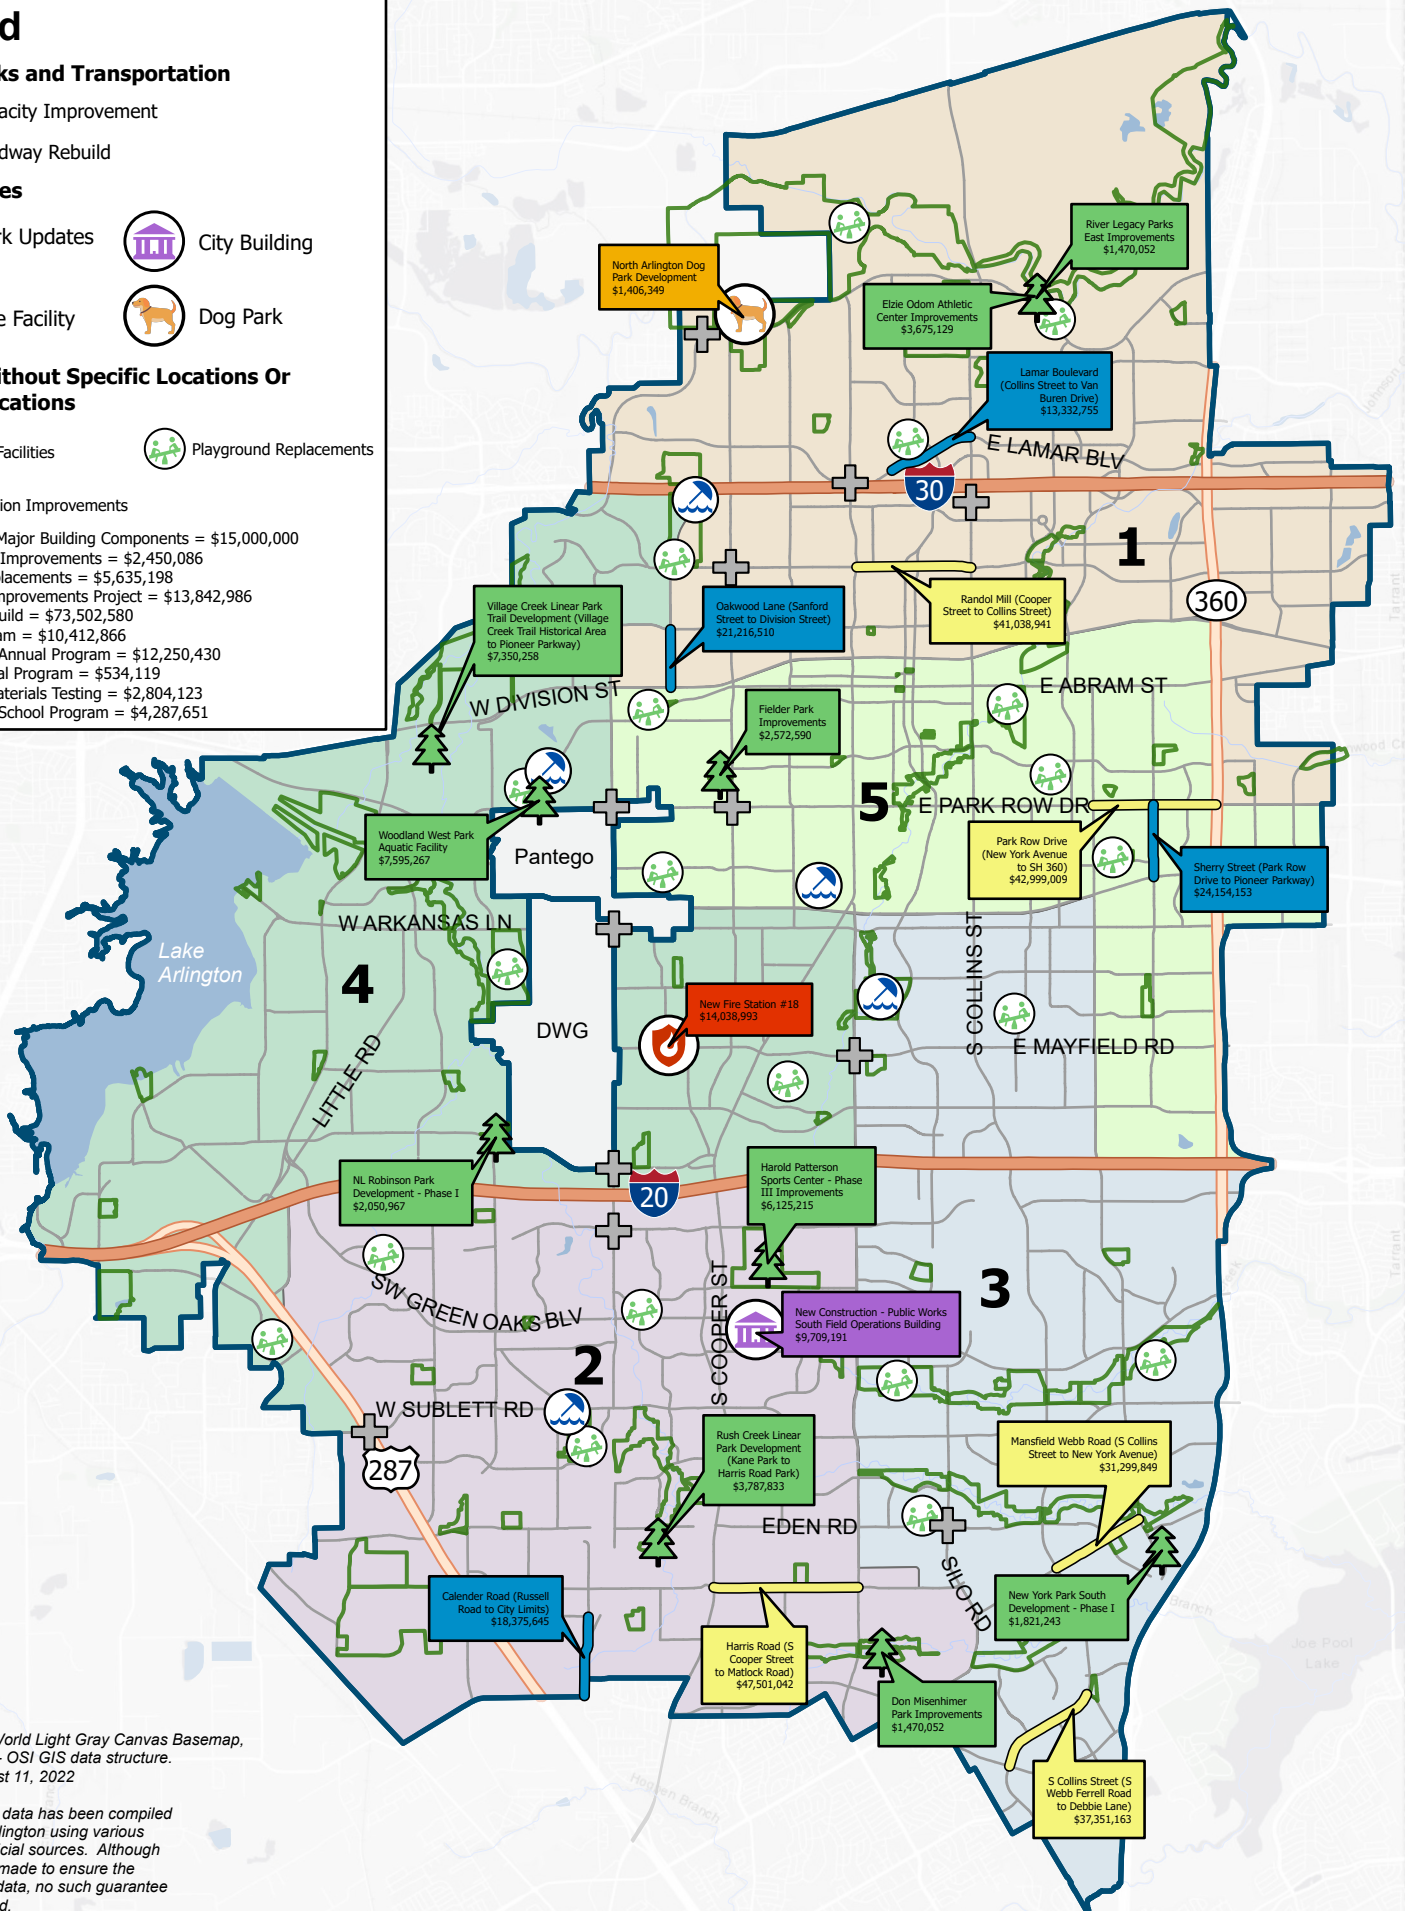 d
ks and Transportation
acity Improvement
dway Rebuild
es
rk Updates
City Building
e Facility
Dog Park
ithout Specific Locations Or
cations
Facilities
Playground Replacements
ion Improvements
Major Building Components = $15,000,000
Improvements = $2,450,086
placements = $5,635,198
mprovements Project = $13,842,986
uild = $73,502,580
am = $10,412,866
Annual Program = $12,250,430
al Program = $534,119
aterials Testing = $2,804,123
School Program = $4,287,651
River Legacy Parks
East Improvements
$1,470,052
North Arlington Dog
Park Development
$1,406,349
Elzie Odom Athletic
Center Improvements
$3,675,129
Lamar Boulevard
(Collins Street to Van
Buren Drive)
$13,332,755
E LAMAR BLV
30
1
360
Randol Mill (Cooper
Street to Collins Street)
$41,038,941
Village Creek Linear Park
Trail Development (Village
Creek Trail Historical Area
to Pioneer Parkway)
$7,350,258
Oakwood Lane (Sanford
Street to Division Street)
$21,216,510
W DIVISION ST
E ABRAM ST
Fielder Park
Improvements
$2,572,590
5
E PARK ROW DR
Woodland West Park
Aquatic Facility
$7,595,267
Pantego
Park Row Drive
(New York Avenue
to SH 360)
$42,999,009
Sherry Street (Park Row
Drive to Pioneer Parkway)
$24,154,153
W ARKANSAS LN
Lake
Arlington
4
S COLLINS ST
New Fire Station #18
$14,038,993
DWG
E MAYFIELD RD
LITTLE RD
NL Robinson Park
Development - Phase I
$2,050,967
20
Harold Patterson
Sports Center - Phase
III Improvements
$6,125,215
SW GREEN OAKS BLV
S COOPER ST
New Construction - Public Works
South Field Operations Building
$9,709,191
3
2
W SUBLETT RD
287
Rush Creek Linear
Park Development
(Kane Park to
Harris Road Park)
$3,787,833
Mansfield Webb Road (S Collins
Street to New York Avenue)
$31,299,849
EDEN RD
SILO RD
Calender Road (Russell
Road to City Limits)
$18,375,645
New York Park South
Development - Phase I
$1,821,243
Harris Road (S
Cooper Street
to Matlock Road)
$47,501,042
Don Misenhimer
Park Improvements
$1,470,052
S Collins Street (S
Webb Ferrell Road
to Debbie Lane)
$37,351,163
Joe Pool
Lake
Branch
Hogpen Branch
Tarrant
Tarrant
World Light Gray Canvas Basemap,
- OSI GIS data structure.
st 11, 2022
data has been compiled
lington using various
cial sources. Although
made to ensure the
data, no such guarantee
d.